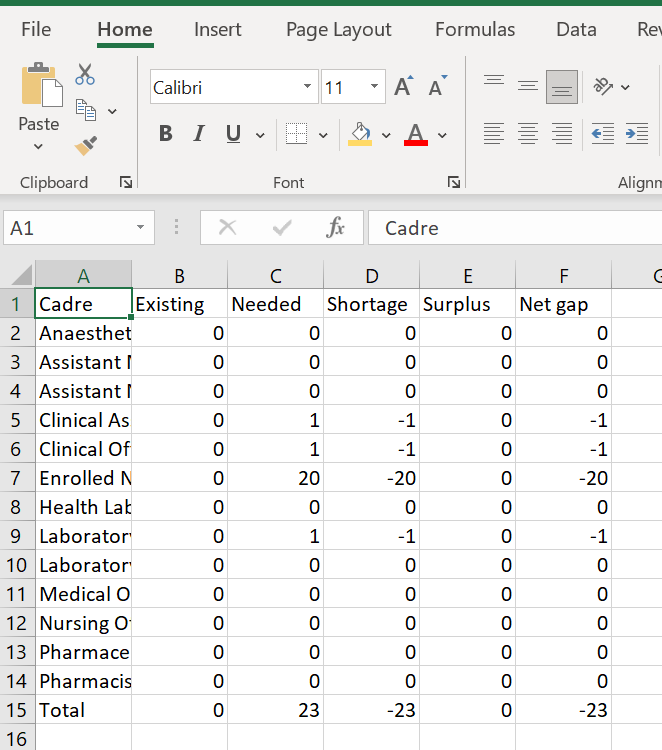 File Home Insert Page Layout Formulas Data
Calibri 11 A A
Paste B I U A
Clipboard Font
A1 fx Cadre
A B C D E F
1 Cadre Existing Needed Shortage Surplus Net gap
2 Anaesthet 0 0 0 0 0
3 Assistant 0 0 0 0 0
4 Assistant 0 0 0 0 0
5 Clinical As 0 1 -1 0 -1
6 Clinical Of 0 1 -1 0 -1
7 Enrolled N 0 20 -20 0 -20
8 Health Lab 0 0 0 0 0
9 Laborator 0 1 -1 0 -1
10 Laborator 0 0 0 0 0
11 Medical O 0 0 0 0 0
12 Nursing Of 0 0 0 0 0
13 Pharmace 0 0 0 0 0
14 Pharmacis 0 0 0 0 0
15 Total 0 23 -23 0 -23
16